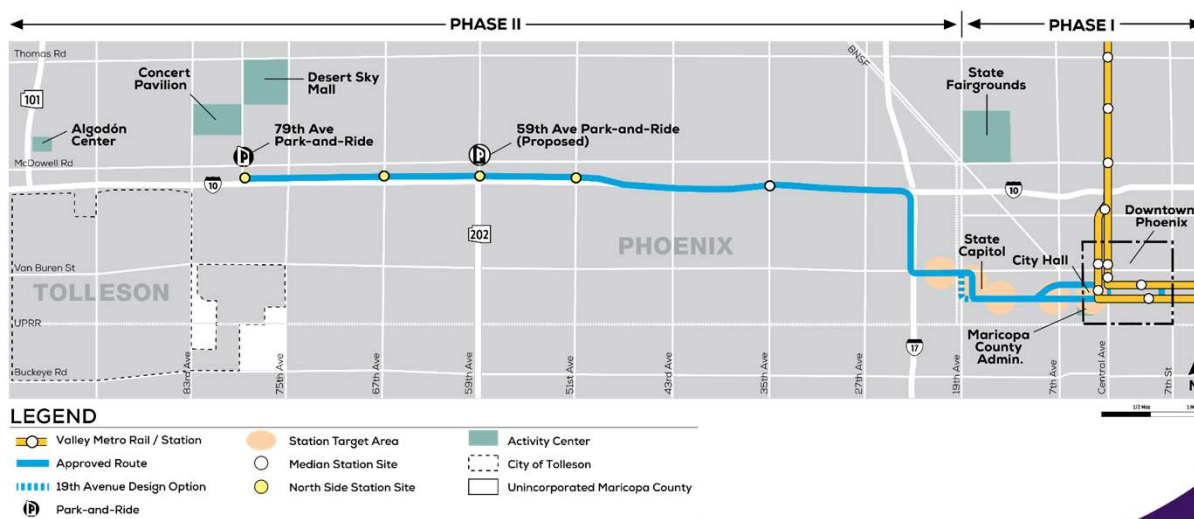 PHASE II
PHASE I
Thomas Rd
BNSF
Concert
Pavilion
Desert Sky
Mall
State
Fairgrounds
101
Algodón
Center
79th Ave
Park-and-Ride
59th Ave Park-and-Ride
(Proposed)
McDowell Rd
10
10
202
PHOENIX
Downtown
Phoenix
State
Capitol
City Hall
Van Buren St
TOLLESON
UPRR
Maricopa
County
Admin.
17
Buckeye Rd
83rd Ave
75th Ave
67th Ave
59th Ave
51st Ave
43rd Ave
35th Ave
27th Ave
19th Ave
7th Ave
Central Ave
7th St
1/2 Mile
LEGEND
Valley Metro Rail / Station
Approved Route
19th Avenue Design Option
Park-and-Ride
Station Target Area
Median Station Site
North Side Station Site
Activity Center
City of Tolleson
Unincorporated Maricopa County